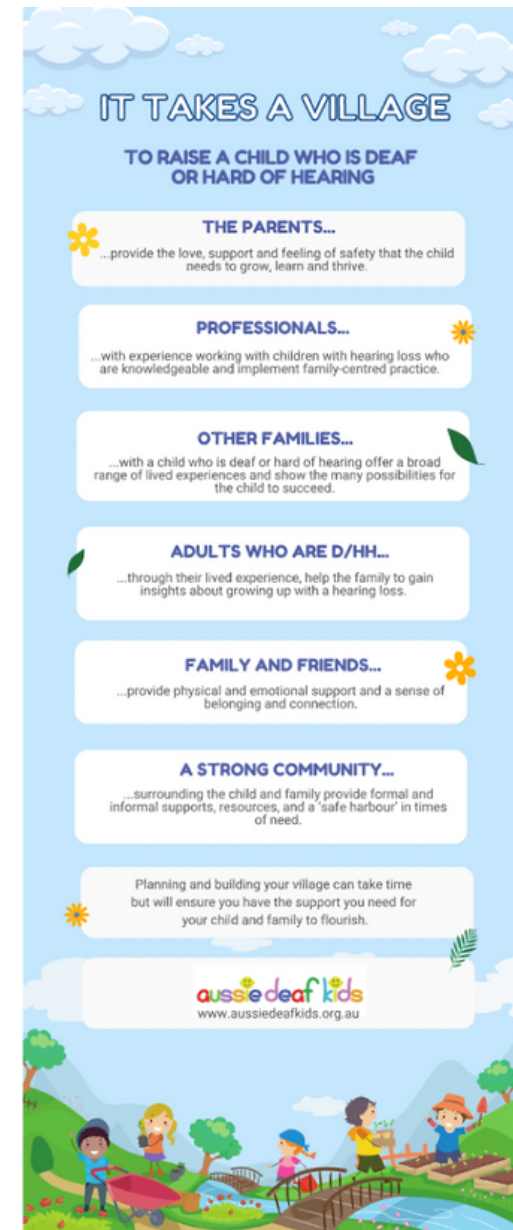 IT TAKES A VILLAGE
TO RAISE A CHILD WHO IS DEAF
OR HARD OF HEARING
THE PARENTS...
...provide the love, support and feeling of safety that the child
needs to grow, learn and thrive.
PROFESSIONALS...
...with experience working with children with hearing loss who
are knowledgeable and implement family-centred practice.
OTHER FAMILIES...
...with a child who is deaf or hard of hearing offer a broad
range of lived experiences and show the many possibilities for
the child to succeed.
ADULTS WHO ARE D/HH...
...through their lived experience, help the family to gain
insights about growing up with a hearing loss.
FAMILY AND FRIENDS...
...provide physical and emotional support and a sense of
belonging and connection.
A STRONG COMMUNITY...
...surrounding the child and family provide formal and
informal supports, resources, and a 'safe harbour' in times
of need.
Planning and building your village can take time
but will ensure you have the support you need for
your child and family to flourish.
aussie deaf kids
www.aussiedeafkids.org.au